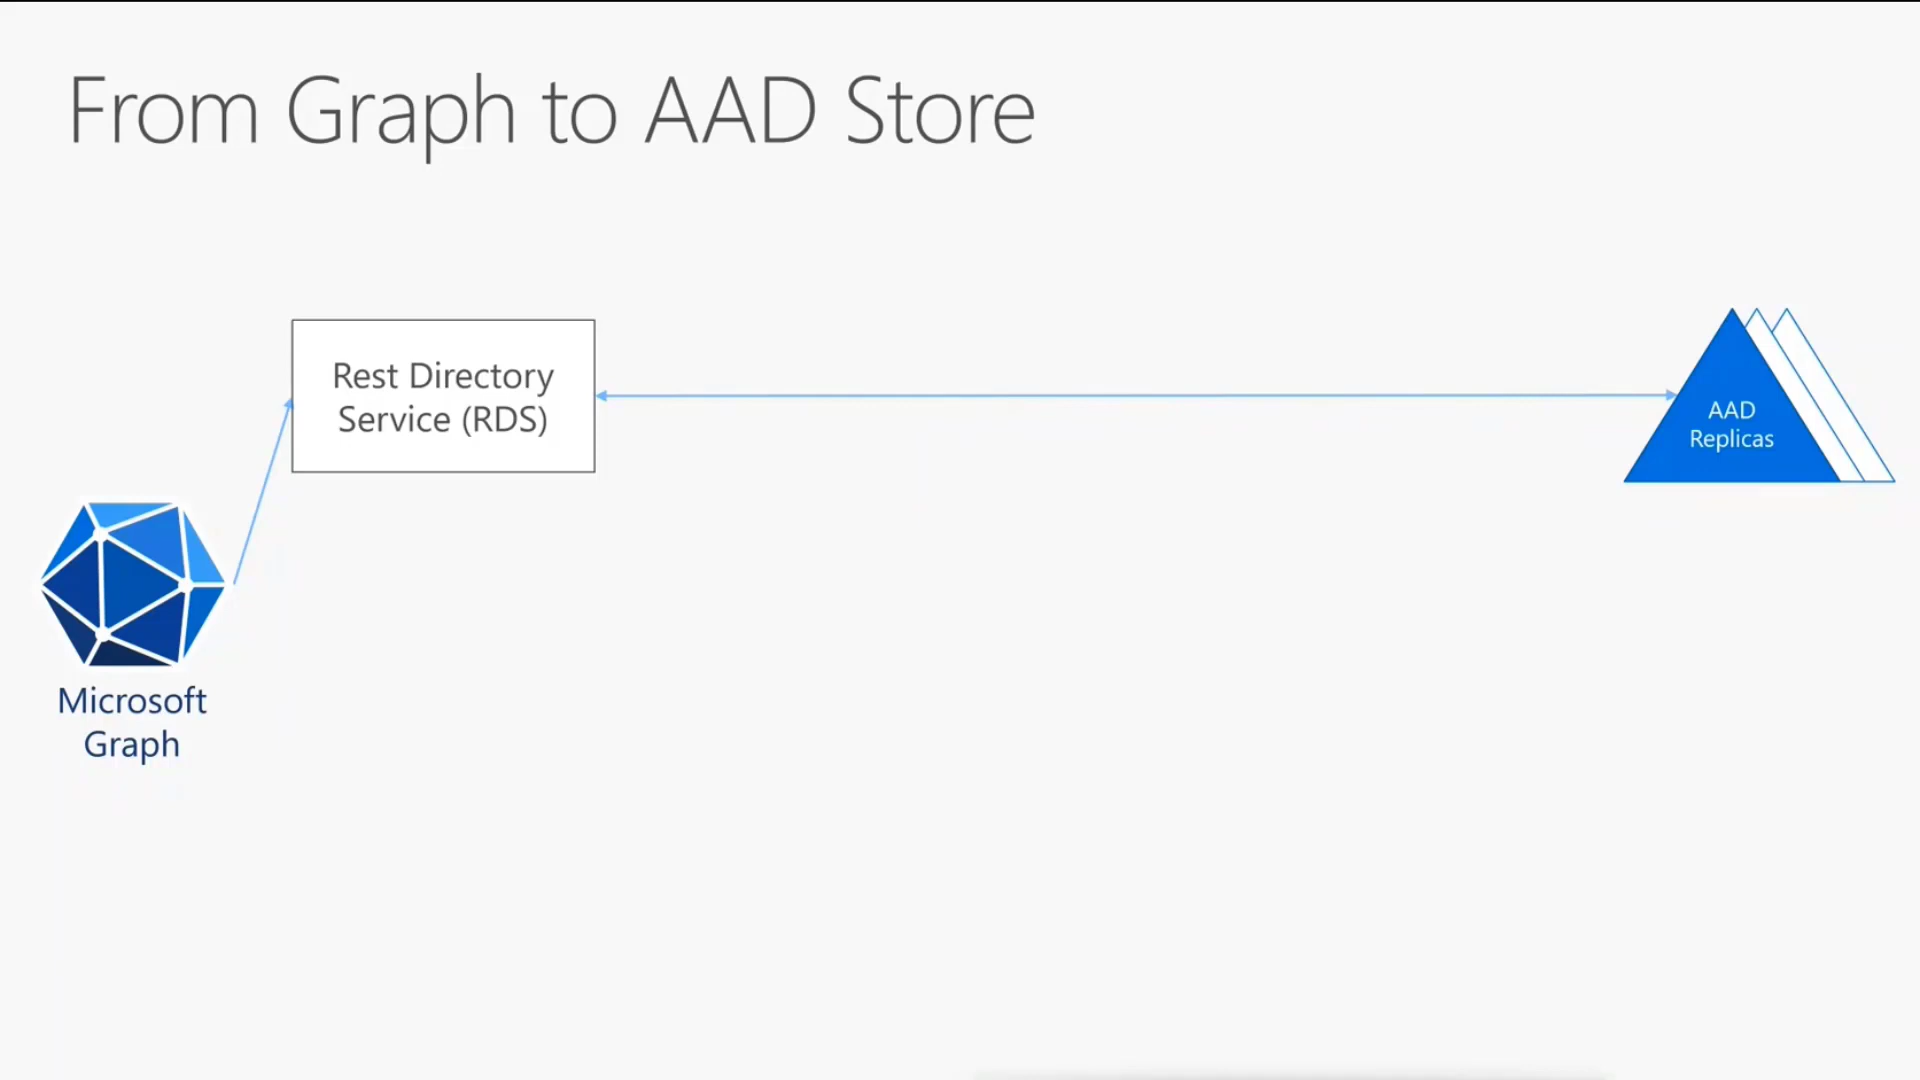 From Graph to AAD Store
Rest Directory
Service (RDS)
AAD
Replicas
Microsoft
Graph